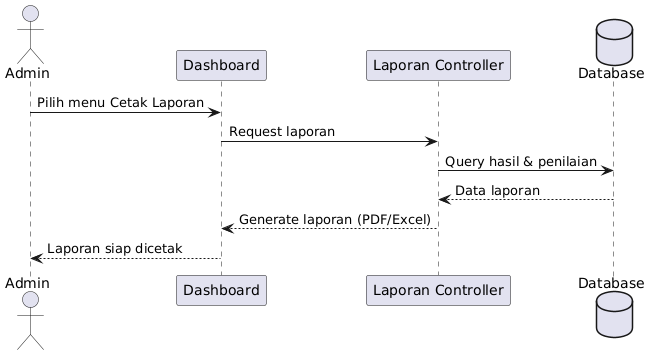 Admin
Dashboard
Laporan Controller
Database
Pilih menu Cetak Laporan
Request laporan
Query hasil & penilaian
Data laporan
Generate laporan (PDF/Excel)
Laporan siap dicetak
Admin
Dashboard
Laporan Controller
Database